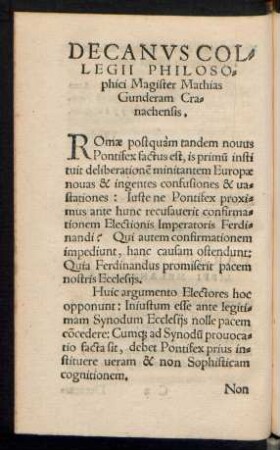 DECANVS COL-
LEGII PHILOSO-
phici Magister Mathias
Gunderam Cra-
nachensis.
ROmæ postquàm tandem nouus
Pontifex factus est, is primũ insti
tuit deliberationẽ minitantem Europæ
nouas & ingentes confusiones & ua-
stationes: Iuste ne Pontifex proxi-
mus ante hunc recusauerit confirma-
tionem Electionis Imperatoris Ferdi-
nandi? Qui autem confirmationem
impediunt, hanc causam ostendunt;
Quia Ferdinandus promiserit pacem
nostris Ecclesijs.
Huic argumento Electores hoc
opponunt: Iniustum esse ante legiti-
mam Synodum Ecclesijs nolle pacem
cõcedere: Cumq; ad Synodũ prouoca-
tio facta sit, debet Pontifex prius in-
stituere ueram & non Sophisticam
cognitionem.
Non